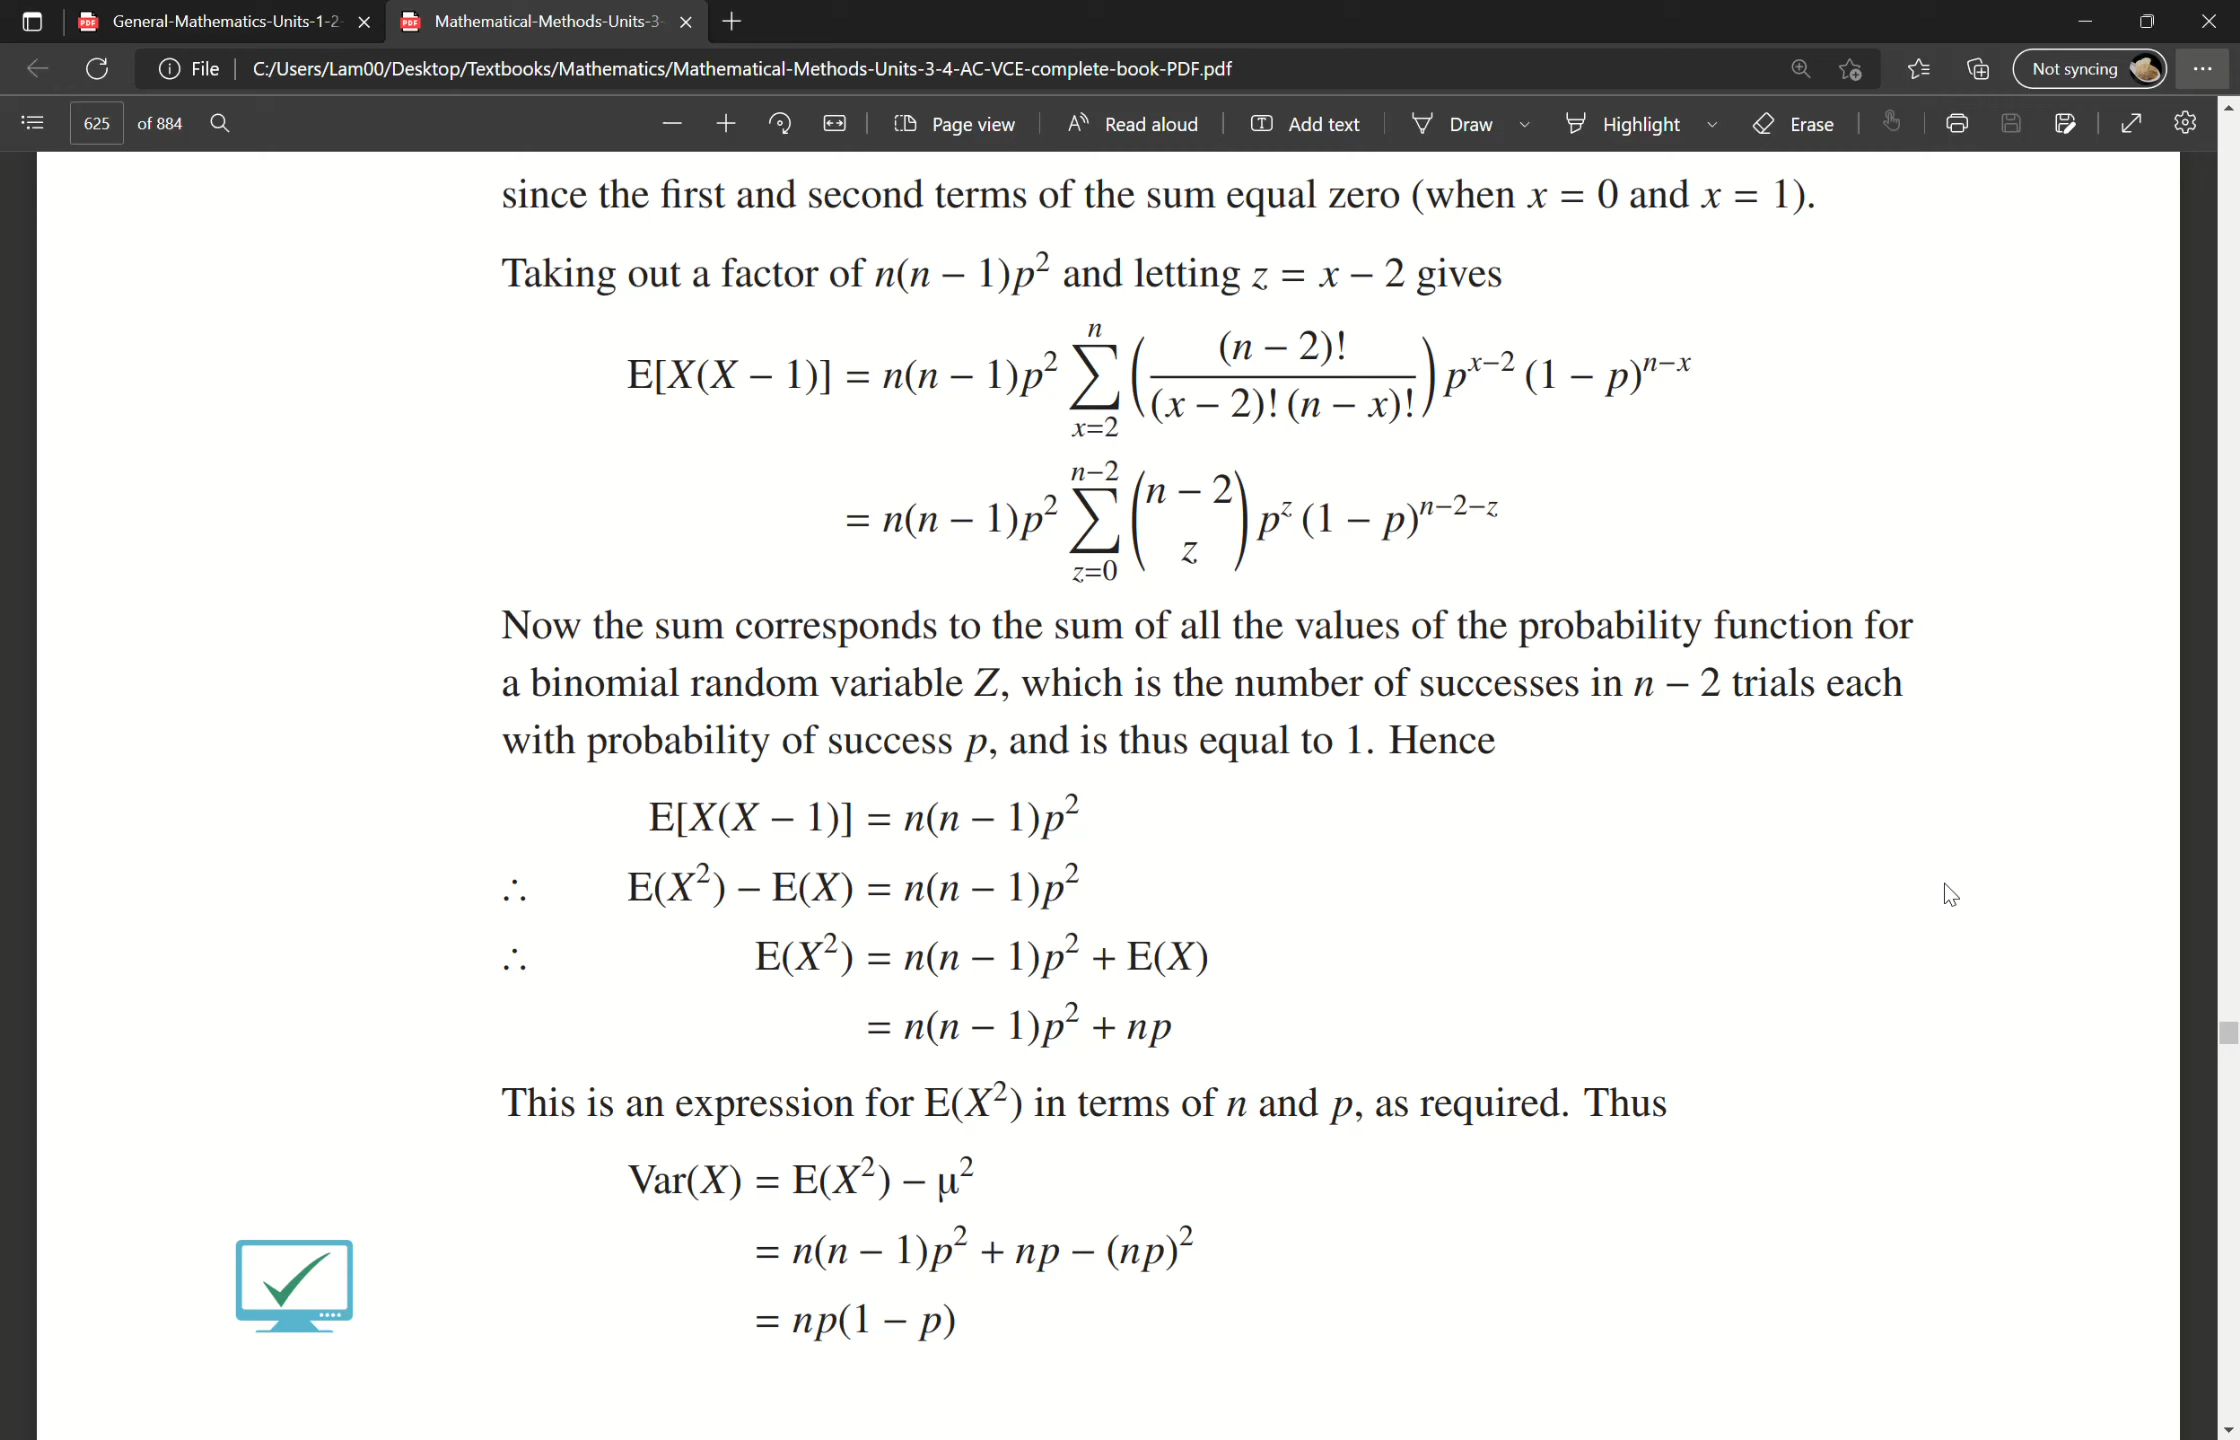 General-Mathematics-Units-1-2-
Mathematical-Methods-Units-3-
File
C:/Users/Lam00/Desktop/Textbooks/Mathematics/Mathematical-Methods-Units-3-4-AC-VCE-complete-book-PDF.pdf
Not syncing
625 of 884
Page view
Read aloud
Add text
Draw
Highlight
Erase
since the first and second terms of the sum equal zero (when x = 0 and x = 1).
Taking out a factor of n(n − 1)p² and letting z = x − 2 gives
E[X(X − 1)] = n(n − 1)p² ∑_{x=2}^{n} ( (n − 2)! / (x − 2)! (n − x)! ) p^{x−2} (1 − p)^{n−x}
= n(n − 1)p² ∑_{z=0}^{n−2} (n − 2 z) p^z (1 − p)^{n−2−z}
Now the sum corresponds to the sum of all the values of the probability function for
a binomial random variable Z, which is the number of successes in n − 2 trials each
with probability of success p, and is thus equal to 1. Hence
E[X(X − 1)] = n(n − 1)p²
∴ E(X²) − E(X) = n(n − 1)p²
∴ E(X²) = n(n − 1)p² + E(X)
= n(n − 1)p² + np
This is an expression for E(X²) in terms of n and p, as required. Thus
Var(X) = E(X²) − μ²
= n(n − 1)p² + np − (np)²
= np(1 − p)